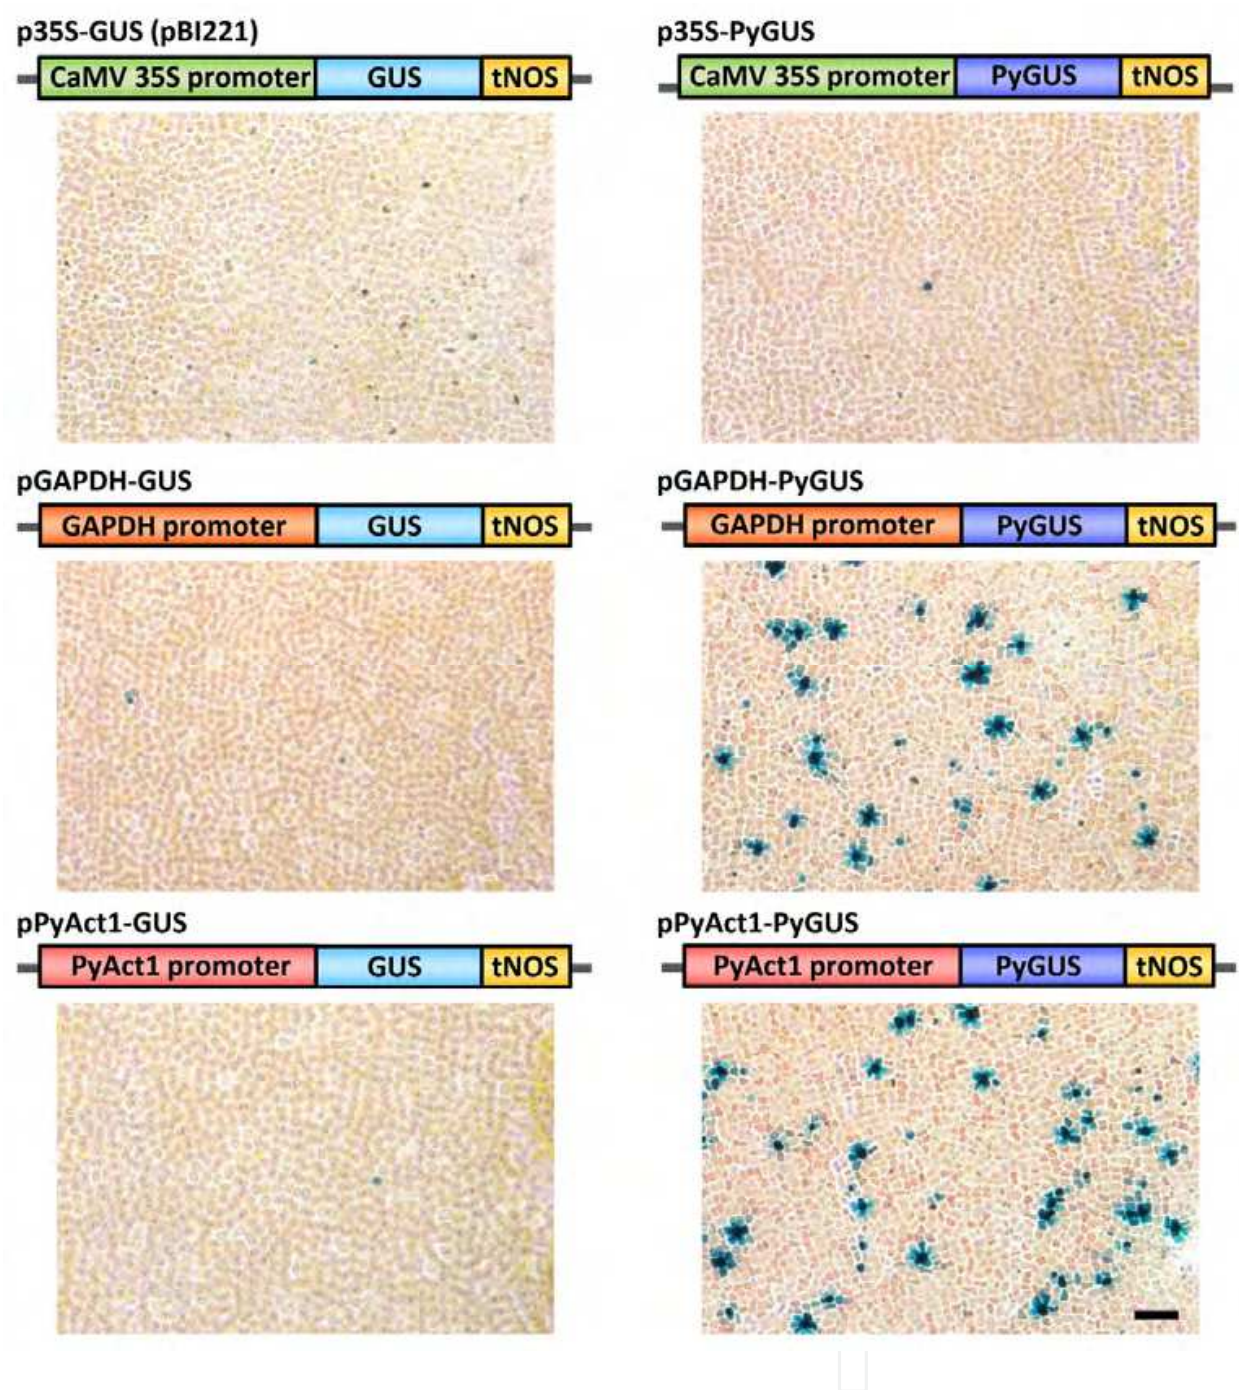 p35S-GUS (pBI221)
CaMV 35S promoter GUS tNOS
p35S-PyGUS
CaMV 35S promoter PyGUS tNOS
pGAPDH-GUS
GAPDH promoter GUS tNOS
pGAPDH-PyGUS
GAPDH promoter PyGUS tNOS
pPyAct1-GUS
PyAct1 promoter GUS tNOS
pPyAct1-PyGUS
PyAct1 promoter PyGUS tNOS